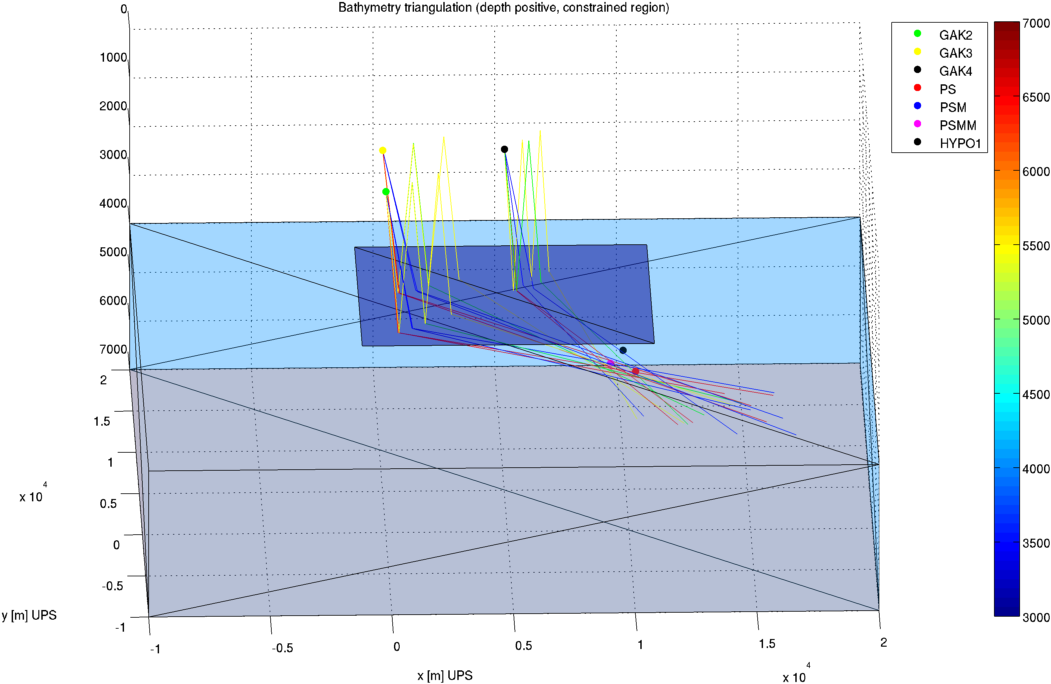 Bathymetry triangulation (depth positive, constrained region)
0
1000
2000
3000
4000
5000
6000
7000
2
1.5
1
0.5
0
-0.5
-1
x 10^4
y [m] UPS
-1
-0.5
0
0.5
1
1.5
2
x [m] UPS
x 10^4
GAK2
GAK3
GAK4
PS
PSM
PSMM
HYPO1
7000
6500
6000
5500
5000
4500
4000
3500
3000